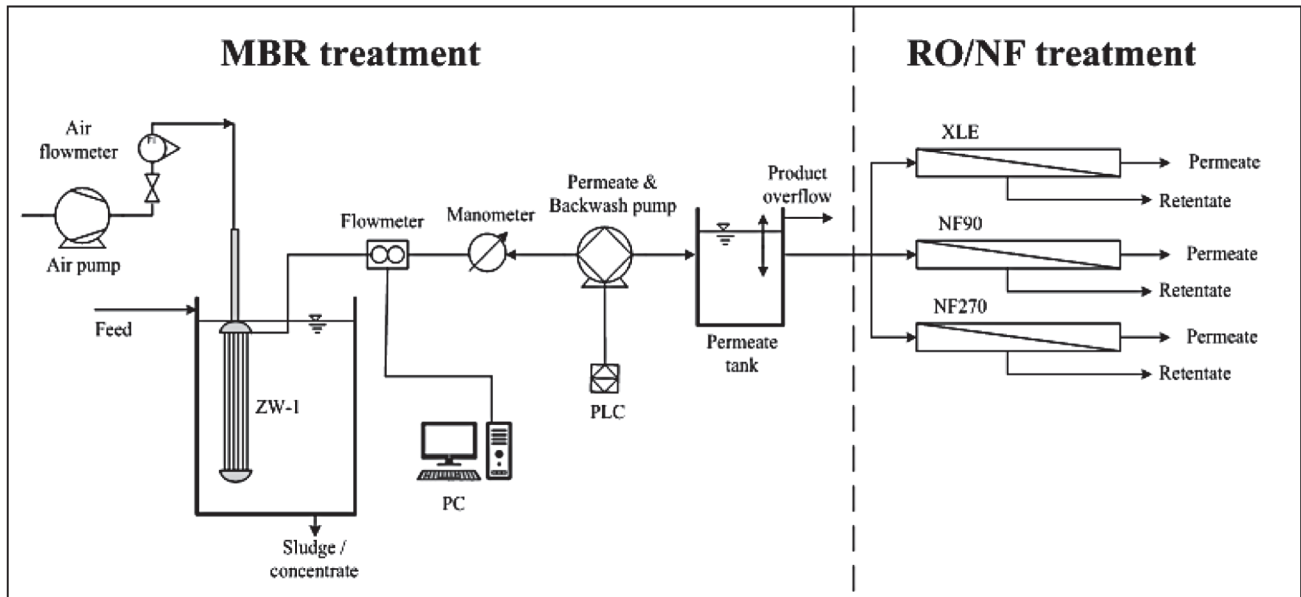 MBR treatment
RO/NF treatment
Air
flowmeter
FI
Air pump
Feed
ZW-1
Sludge /
concentrate
Flowmeter
Manometer
PC
Permeate &
Backwash pump
PLC
Product
overflow
Permeate
tank
XLE
Permeate
Retentate
NF90
Permeate
Retentate
NF270
Permeate
Retentate